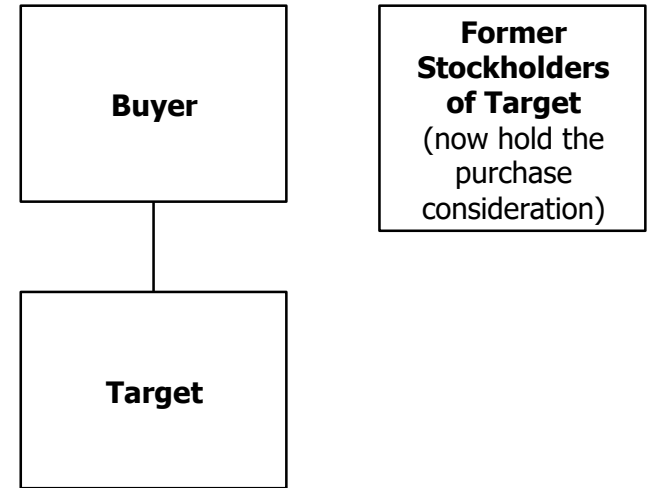 Buyer
Former
Stockholders
of Target
(now hold the
purchase
consideration)
Target